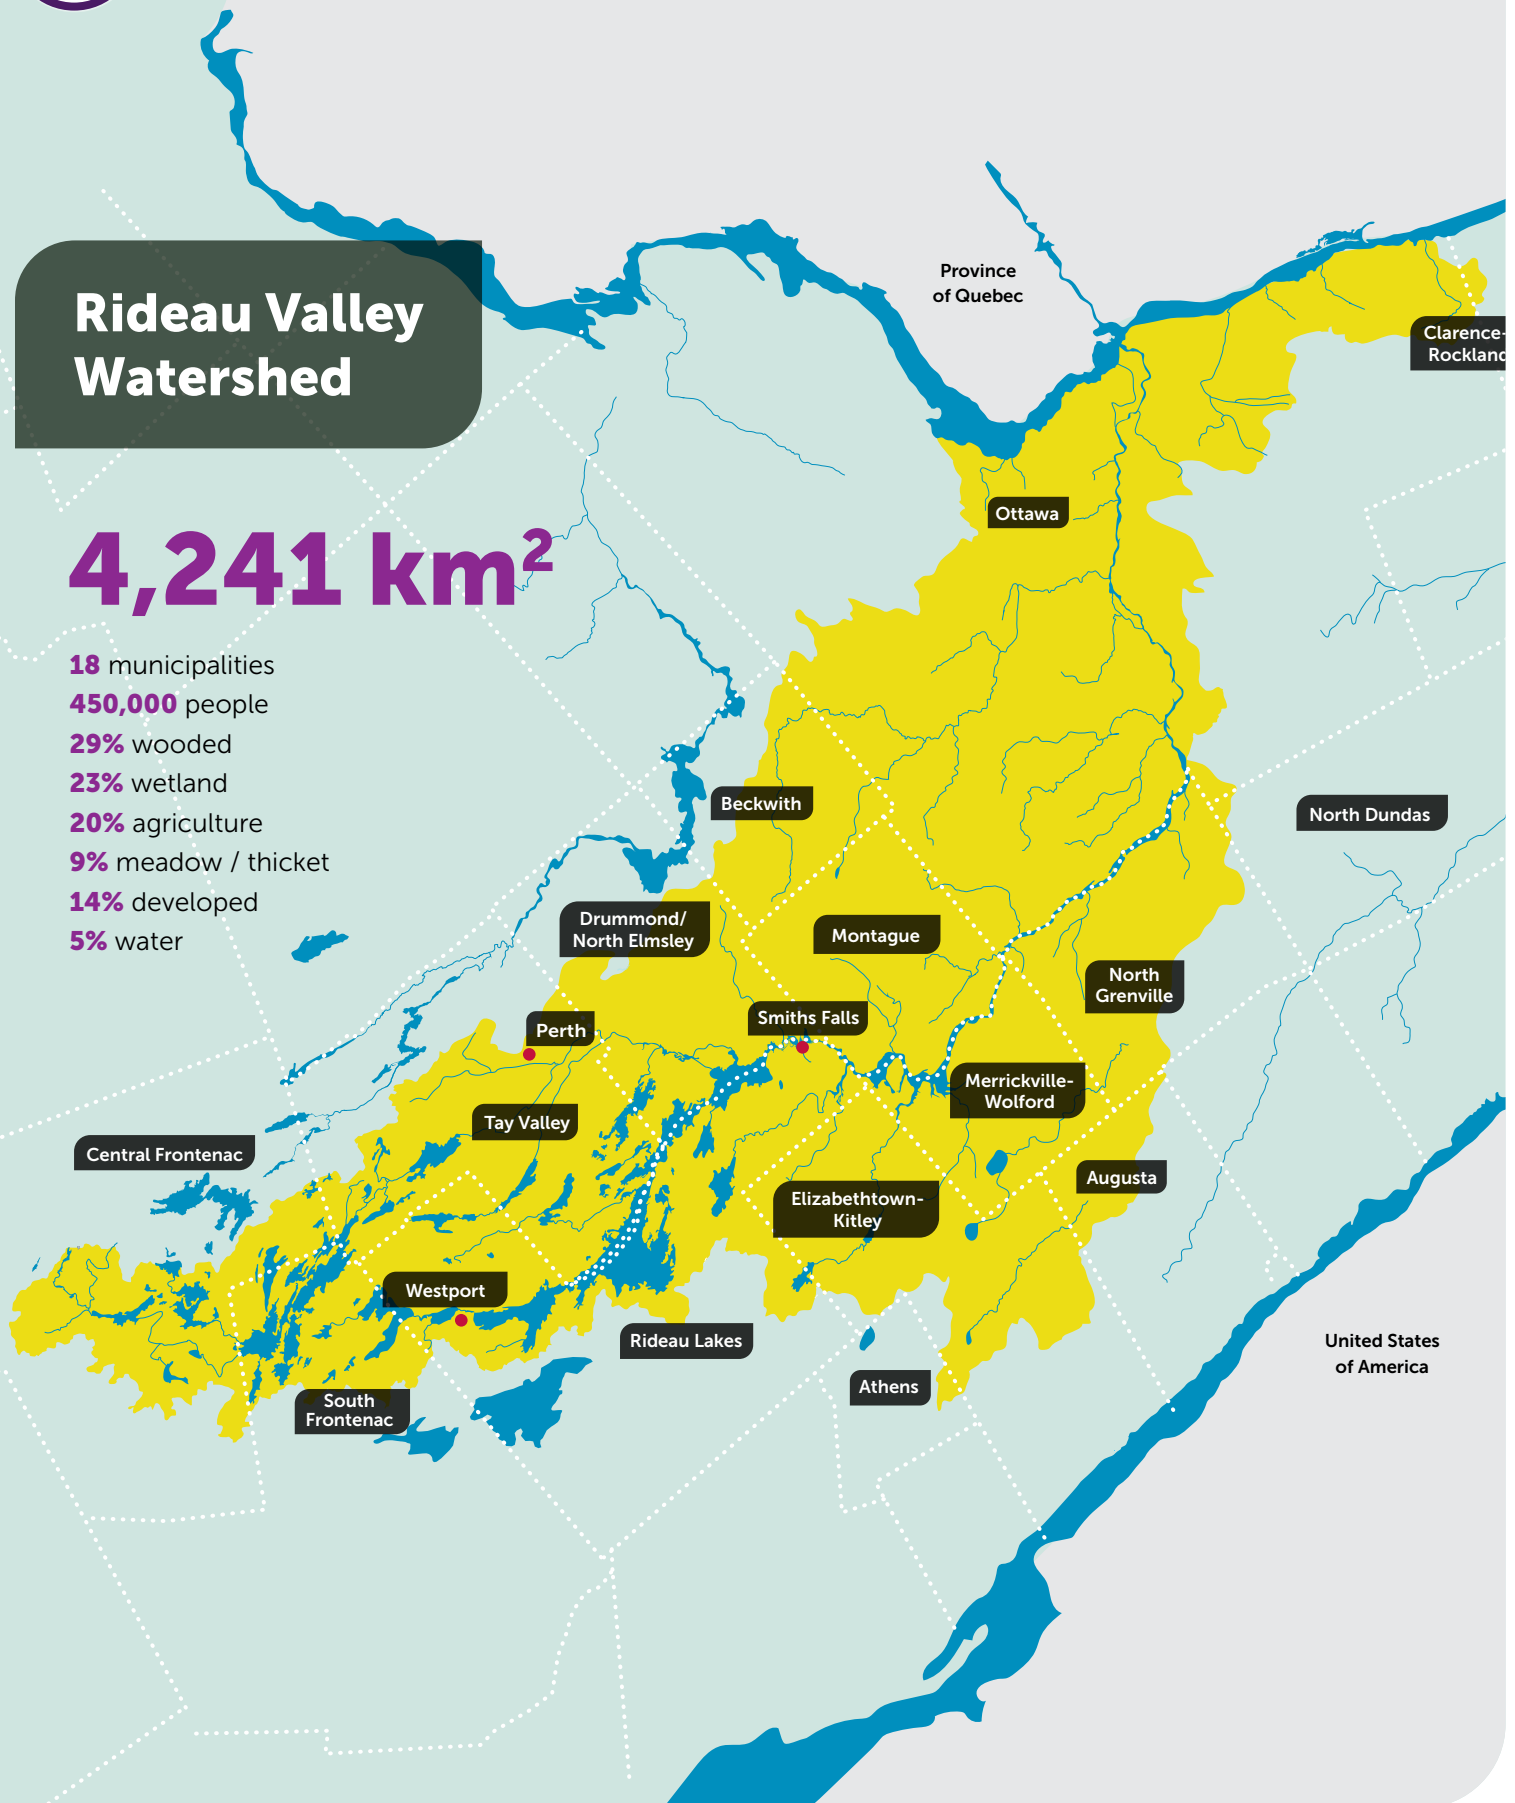 Rideau Valley
Watershed
4,241 km²
18 municipalities
450,000 people
29% wooded
23% wetland
20% agriculture
9% meadow / thicket
14% developed
5% water
Province
of Quebec
Clarence-
Rockland
Ottawa
Beckwith
North Dundas
Drummond/
North Elmsley
Montague
North
Grenville
Smiths Falls
Perth
Merrickville-
Wolford
Tay Valley
Central Frontenac
Augusta
Elizabethtown-
Kitley
Westport
Rideau Lakes
United States
of America
Athens
South
Frontenac